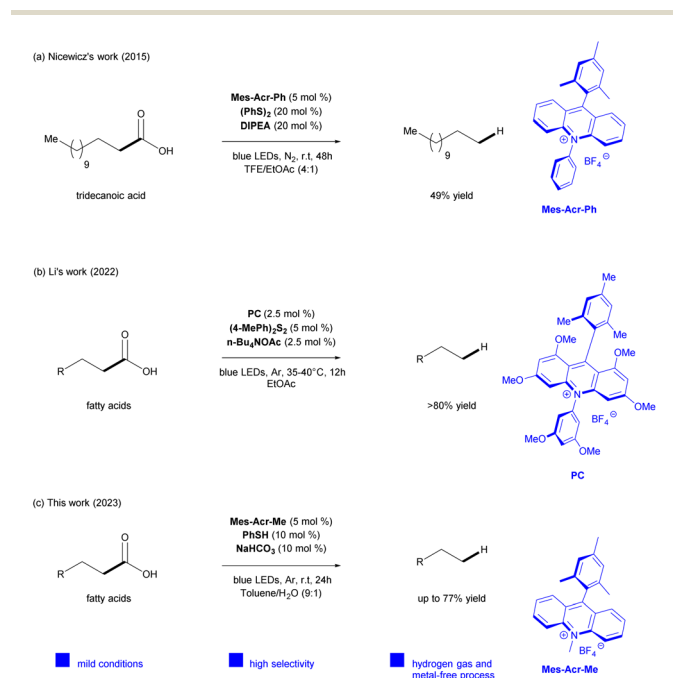 (a) Nicewicz's work (2015)
Me
9
O
OH
tridecanoic acid
Mes-Acr-Ph (5 mol %)
(PhS)₂ (20 mol %)
DIPEA (20 mol %)
blue LEDs, N₂, r.t, 48h
TFE/EtOAc (4:1)
Me
9
H
49% yield
N
⊕
BF₄ ⊖
Mes-Acr-Ph
(b) Li's work (2022)
R
O
OH
fatty acids
PC (2.5 mol %)
(4-MePh)₂S₂ (5 mol %)
n-Bu₄NOAc (2.5 mol %)
blue LEDs, Ar, 35-40°C, 12h
EtOAc
R
H
>80% yield
Me
Me
Me
OMe
OMe
MeO
N
⊕
OMe
BF₄ ⊖
MeO
OMe
PC
(c) This work (2023)
R
O
OH
fatty acids
Mes-Acr-Me (5 mol %)
PhSH (10 mol %)
NaHCO₃ (10 mol %)
blue LEDs, Ar, r.t, 24h
Toluene/H₂O (9:1)
R
H
up to 77% yield
N
⊕
BF₄ ⊖
Mes-Acr-Me
mild conditions
high selectivity
hydrogen gas and
metal-free process